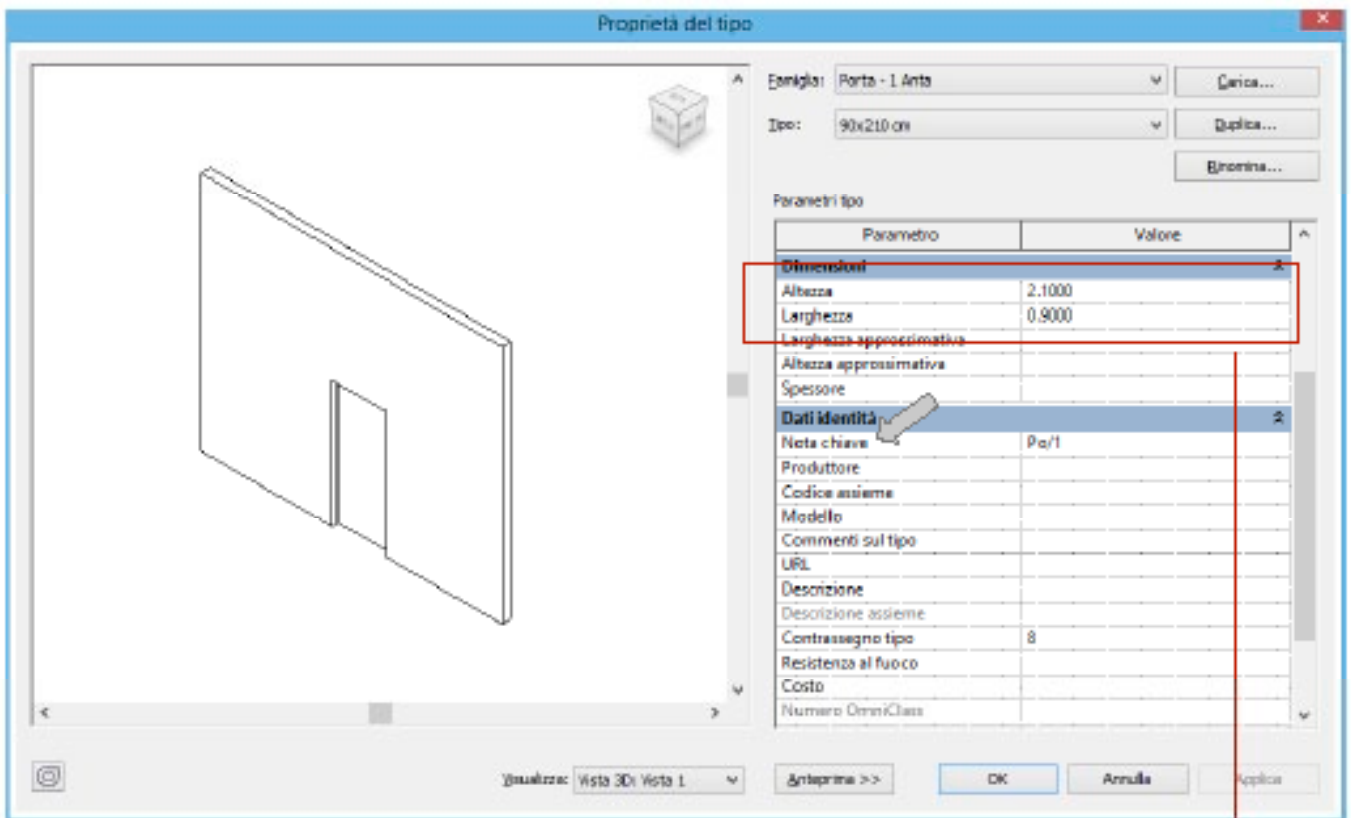 Proprietà del tipo
Famiglia: Porta - 1 Anta
Carica...
Tipo: 90x210 cm
Duplica...
Rinomina...
Parametri tipo
Parametro Valore
Dimensioni
Altezza 2.1000
Larghezza 0.9000
Larghezza approssimativa
Altezza approssimativa
Spessore
Dati identità
Nota chiave Po/1
Produttore
Codice assieme
Modello
Commenti sul tipo
URL
Descrizione
Descrizione assieme
Contrassegno tipo 8
Resistenza al fuoco
Costo
Numero OmniClass
Visualizza: Vista 3D: Vista 1
Anteprima >>
OK
Annulla
Applica